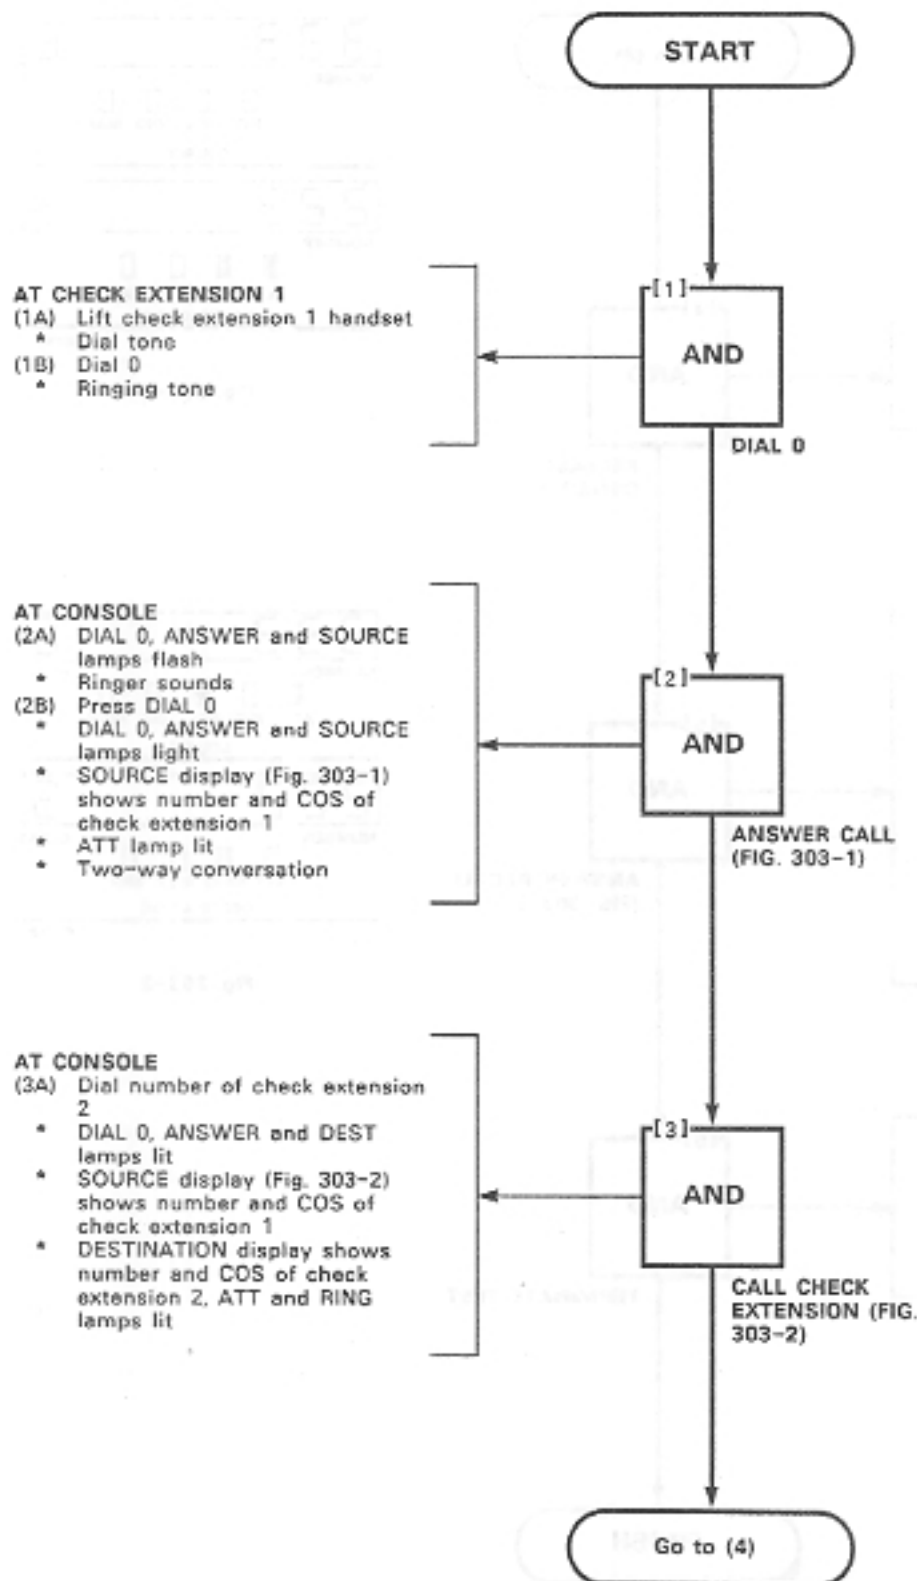 START
AT CHECK EXTENSION 1
(1A) Lift check extension 1 handset
* Dial tone
(1B) Dial 0
* Ringing tone
[1]
AND
DIAL 0
AT CONSOLE
(2A) DIAL 0, ANSWER and SOURCE
lamps flash
* Ringer sounds
(2B) Press DIAL 0
* DIAL 0, ANSWER and SOURCE
lamps light
* SOURCE display (Fig. 303-1)
shows number and COS of
check extension 1
* ATT lamp lit
* Two-way conversation
[2]
AND
ANSWER CALL
(FIG. 303-1)
AT CONSOLE
(3A) Dial number of check extension
2
* DIAL 0, ANSWER and DEST
lamps lit
* SOURCE display (Fig. 303-2)
shows number and COS of
check extension 1
* DESTINATION display shows
number and COS of check
extension 2, ATT and RING
lamps lit
[3]
AND
CALL CHECK
EXTENSION (FIG.
303-2)
Go to (4)